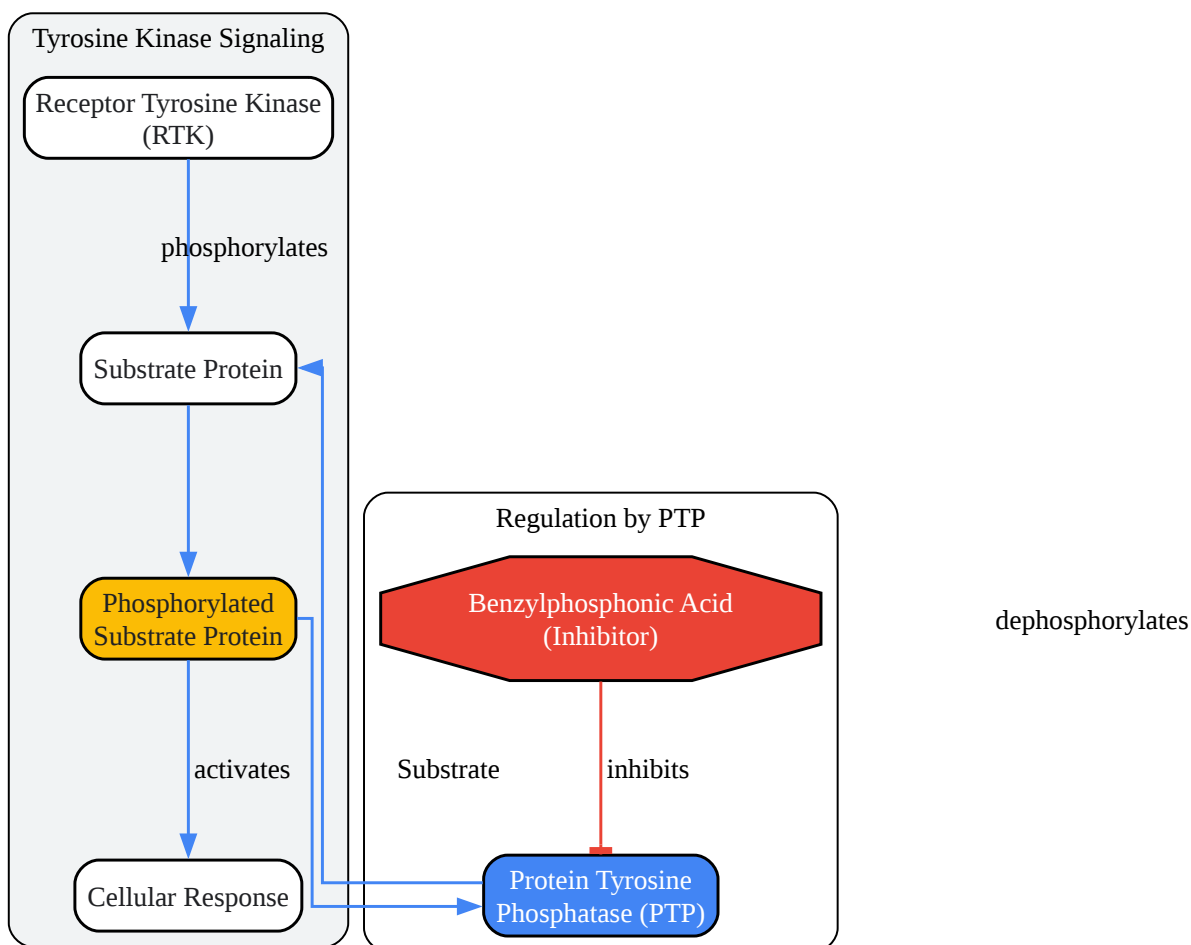 Tyrosine Kinase Signaling
Receptor Tyrosine Kinase
(RTK)
phosphorylates
Substrate Protein
Phosphorylated
Substrate Protein
activates
Cellular Response
Regulation by PTP
Benzylphosphonic Acid
(Inhibitor)
Substrate
inhibits
Protein Tyrosine
Phosphatase (PTP)
dephosphorylates